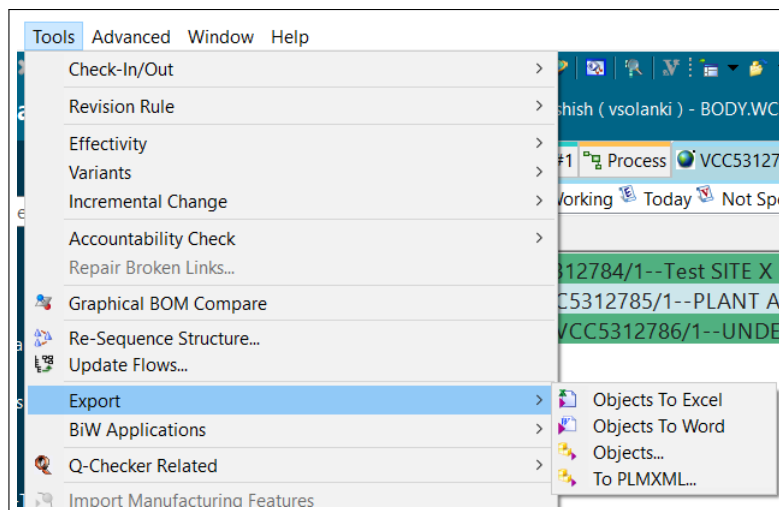 Tools Advanced Window Help
Check-In/Out
Revision Rule
shish ( vsolanki ) - BODY.WC
Effectivity
#1 Process VCC53127
Variants
Incremental Change
orking Today Not Spe
Accountability Check
Repair Broken Links...
312784/1--Test SITE X
Graphical BOM Compare
C5312785/1--PLANT A
Re-Sequence Structure...
VCC5312786/1--UNDE
Update Flows...
Export
Objects To Excel
BiW Applications
Objects To Word
Objects...
Q-Checker Related
To PLMXML...
Import Manufacturing Features